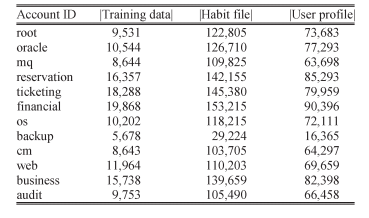 Account ID |Training data| |Habit file| |User profile|
root 9,531 122,805 73,683
oracle 10,544 126,710 77,293
mq 8,644 109,825 63,698
reservation 16,357 142,155 85,293
ticketing 18,288 145,380 79,959
financial 19,868 153,215 90,396
os 10,202 118,215 72,111
backup 5,678 29,224 16,365
cm 8,643 103,705 64,297
web 11,964 110,203 69,659
business 15,738 139,659 82,398
audit 9,753 105,490 66,458